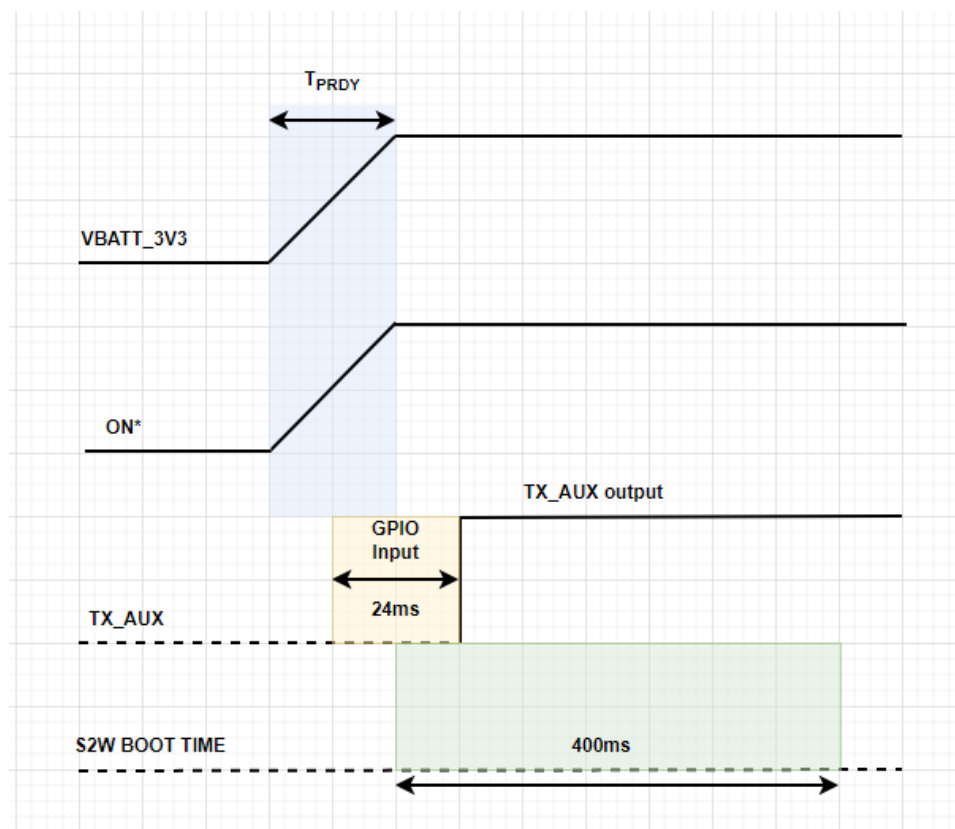 TPRDY
VBATT_3V3
ON*
TX_AUX output
GPIO
Input
24ms
TX_AUX
S2W BOOT TIME
400ms